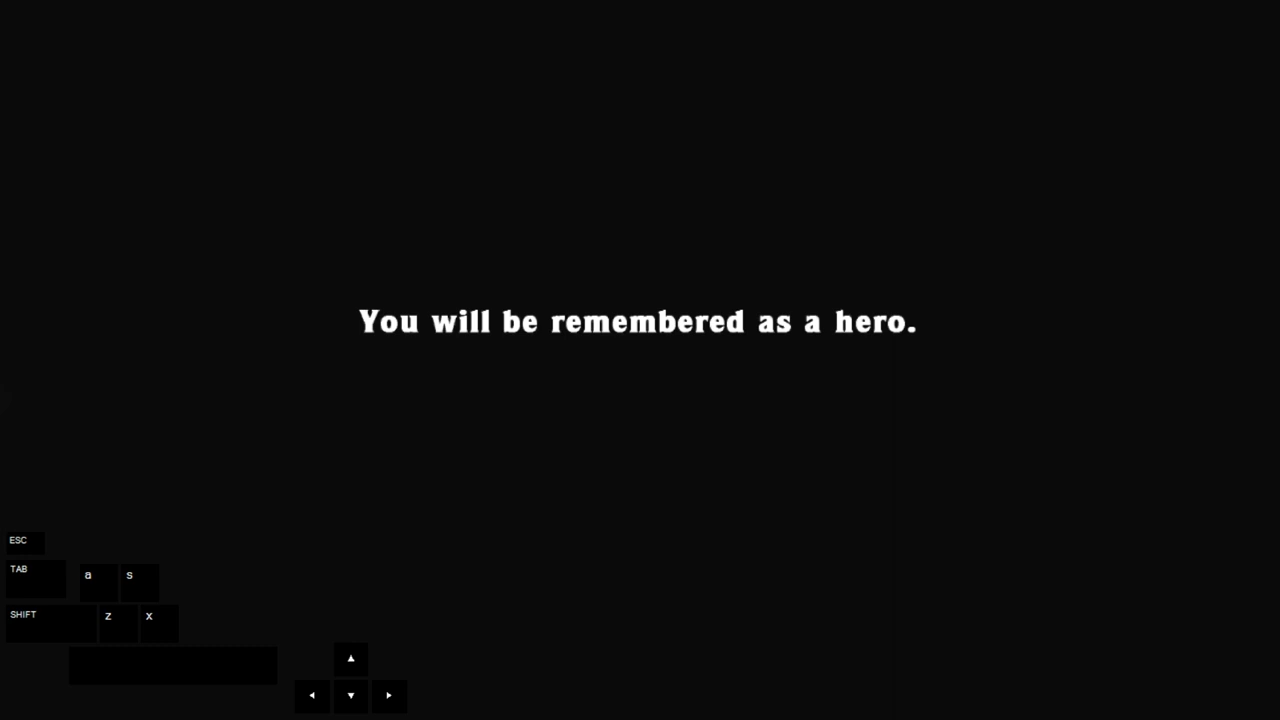 You will be remembered as a hero.
ESC
TAB
a s
SHIFT
z x
▲
◄ ▼ ►